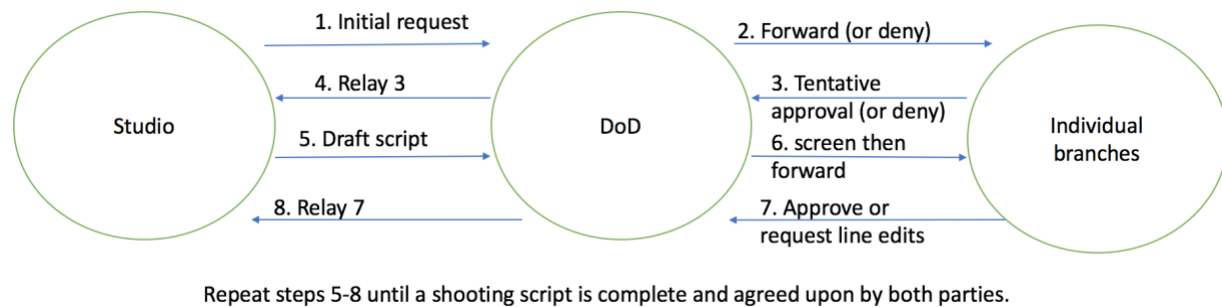 1. Initial request
2. Forward (or deny)
4. Relay 3
3. Tentative
approval (or deny)
Studio
DoD
Individual
branches
5. Draft script
6. screen then
forward
8. Relay 7
7. Approve or
request line edits
Repeat steps 5-8 until a shooting script is complete and agreed upon by both parties.